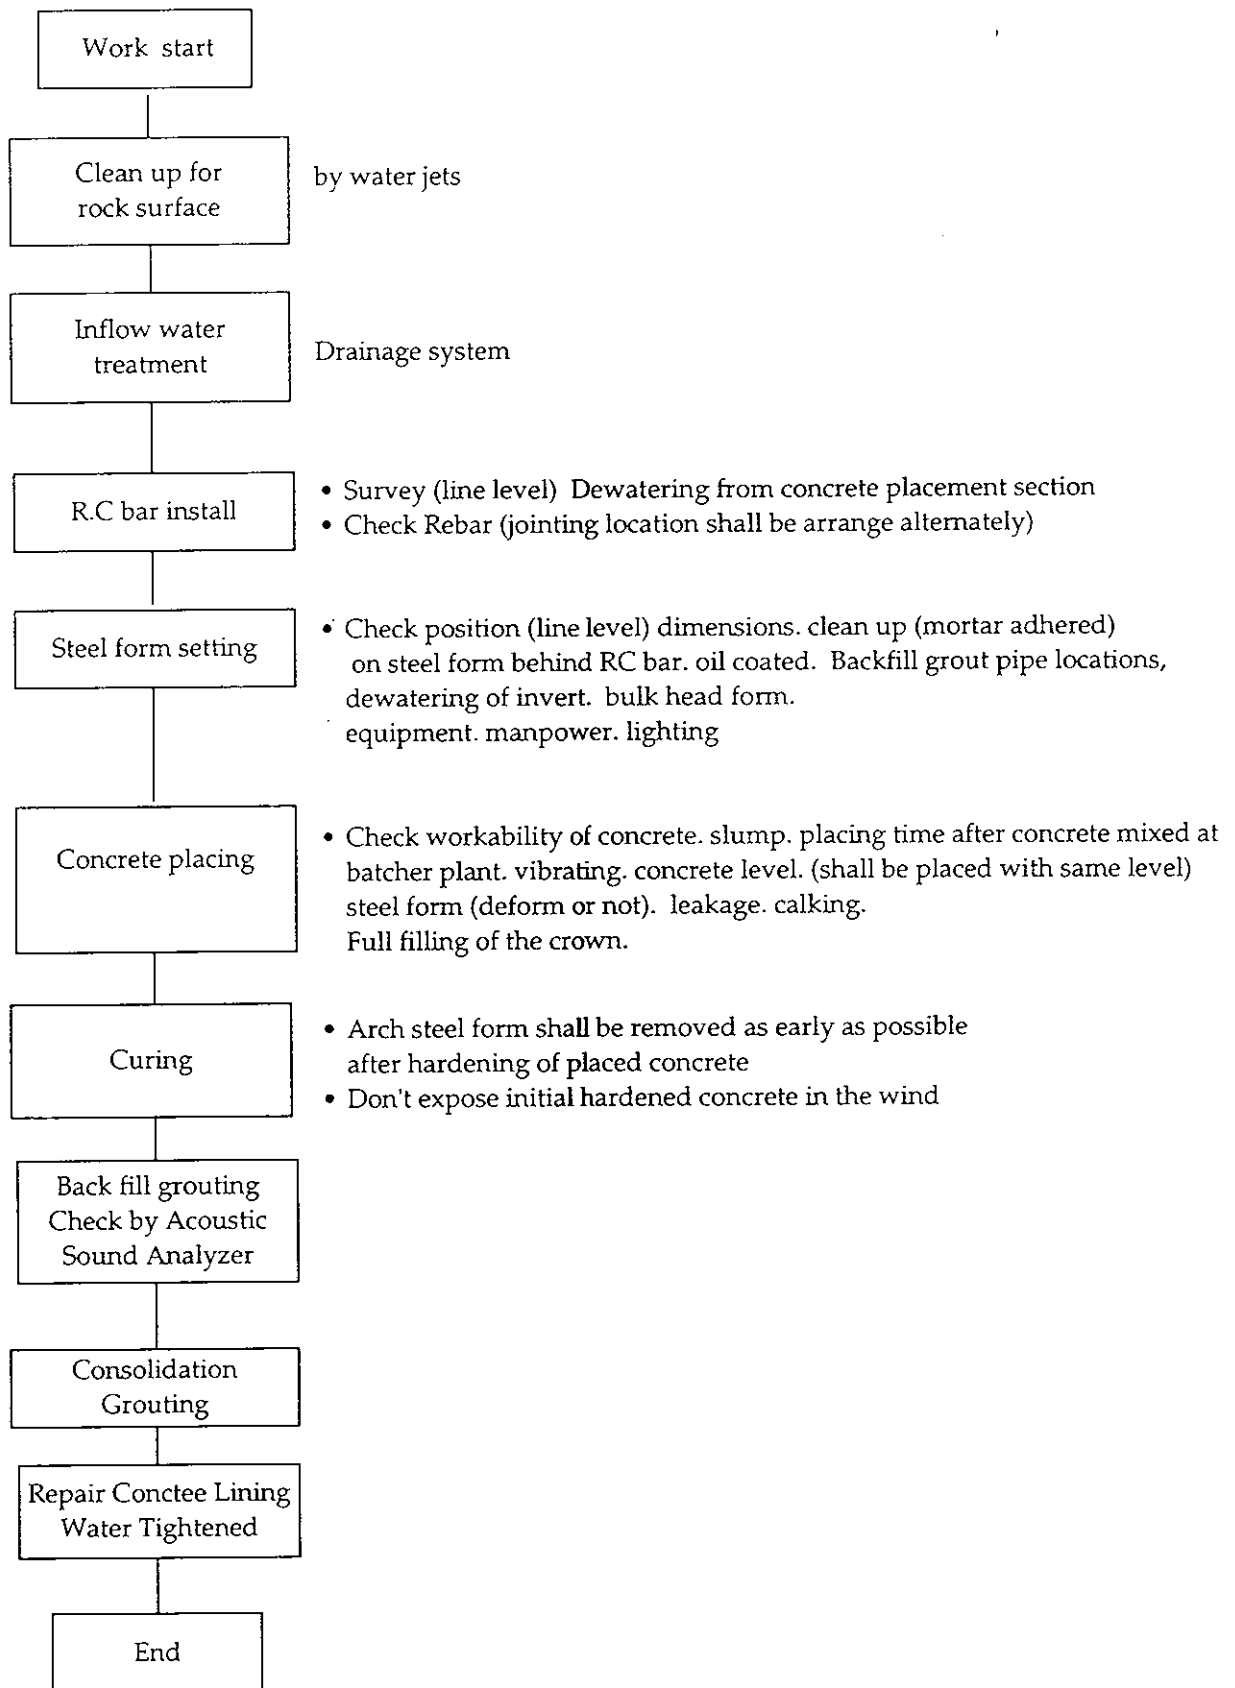 Work start
Clean up for
rock surface
by water jets
Inflow water
treatment
Drainage system
R.C bar install
• Survey (line level) Dewatering from concrete placement section
• Check Rebar (jointing location shall be arrange alternately)
Steel form setting
• Check position (line level) dimensions. clean up (mortar adhered)
on steel form behind RC bar. oil coated. Backfill grout pipe locations,
dewatering of invert. bulk head form.
equipment. manpower. lighting
Concrete placing
• Check workability of concrete. slump. placing time after concrete mixed at
batcher plant. vibrating. concrete level. (shall be placed with same level)
steel form (deform or not). leakage. calking.
Full filling of the crown.
Curing
• Arch steel form shall be removed as early as possible
after hardening of placed concrete
• Don't expose initial hardened concrete in the wind
Back fill grouting
Check by Acoustic
Sound Analyzer
Consolidation
Grouting
Repair Conctee Lining
Water Tightened
End